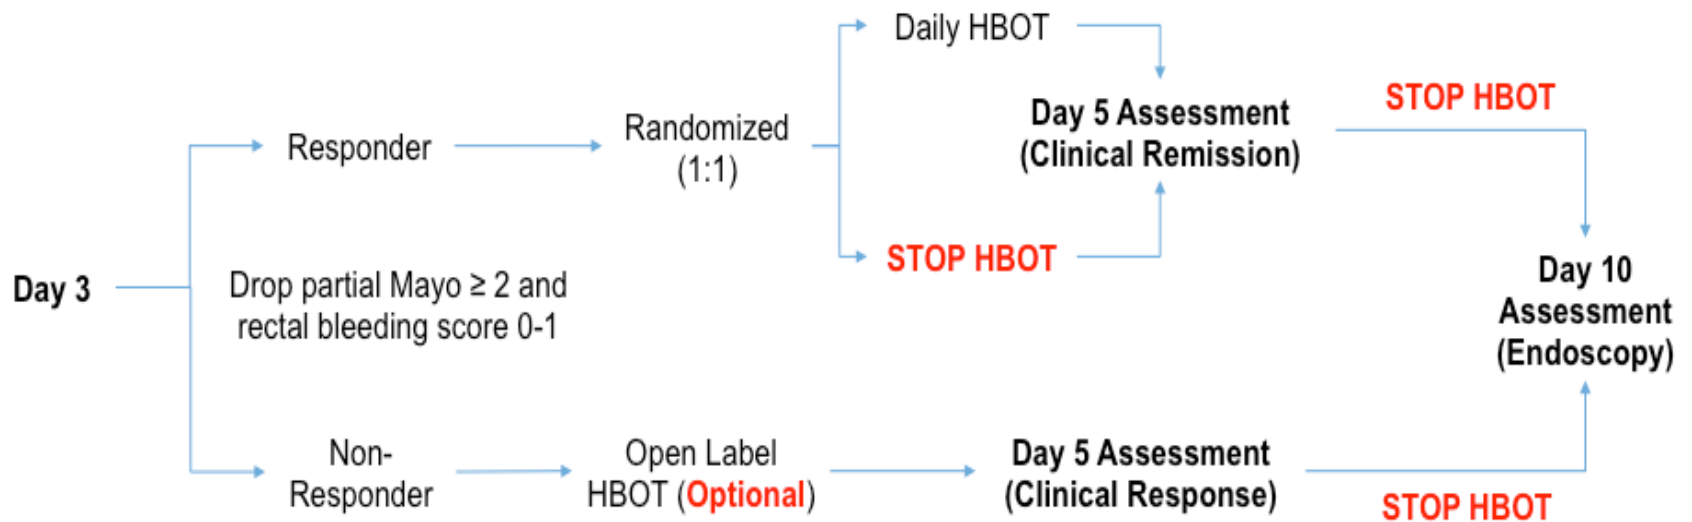 Daily HBOT
STOP HBOT
Day 5 Assessment
(Clinical Remission)
Responder
Randomized
(1:1)
STOP HBOT
Day 3
Drop partial Mayo ≥ 2 and
rectal bleeding score 0-1
Day 10
Assessment
(Endoscopy)
Non-
Responder
Open Label
HBOT (Optional)
Day 5 Assessment
(Clinical Response)
STOP HBOT